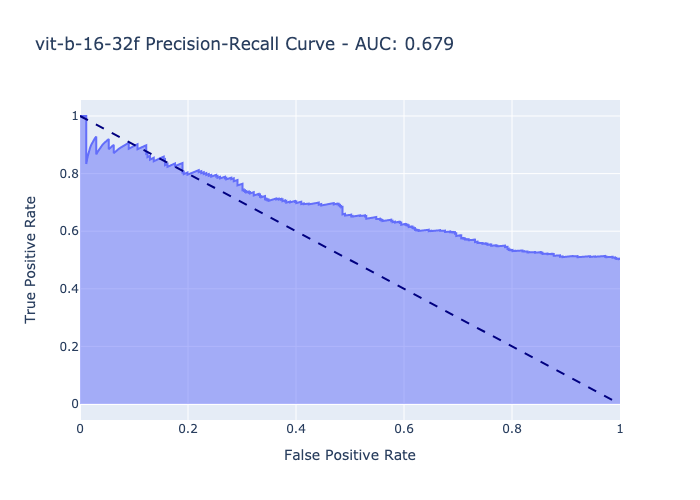 vit-b-16-32f Precision-Recall Curve - AUC: 0.679
True Positive Rate
1
0.8
0.6
0.4
0.2
0
0 0.2 0.4 0.6 0.8 1
False Positive Rate